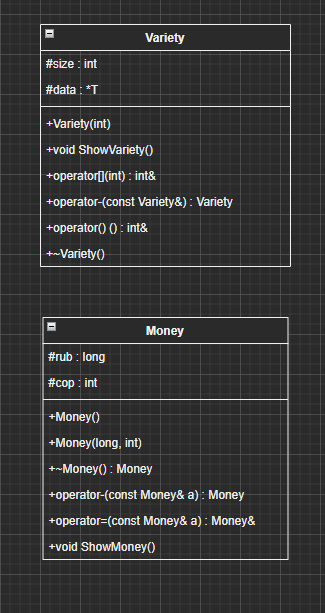 Variety
#size : int
#data : *T
+Variety(int)
+void ShowVariety()
+operator[](int) : int&
+operator-(const Variety&) : Variety
+operator() () : int&
+~Variety()
Money
#rub : long
#cop : int
+Money()
+Money(long, int)
+~Money() : Money
+operator-(const Money& a) : Money
+operator=(const Money& a) : Money&
+void ShowMoney()